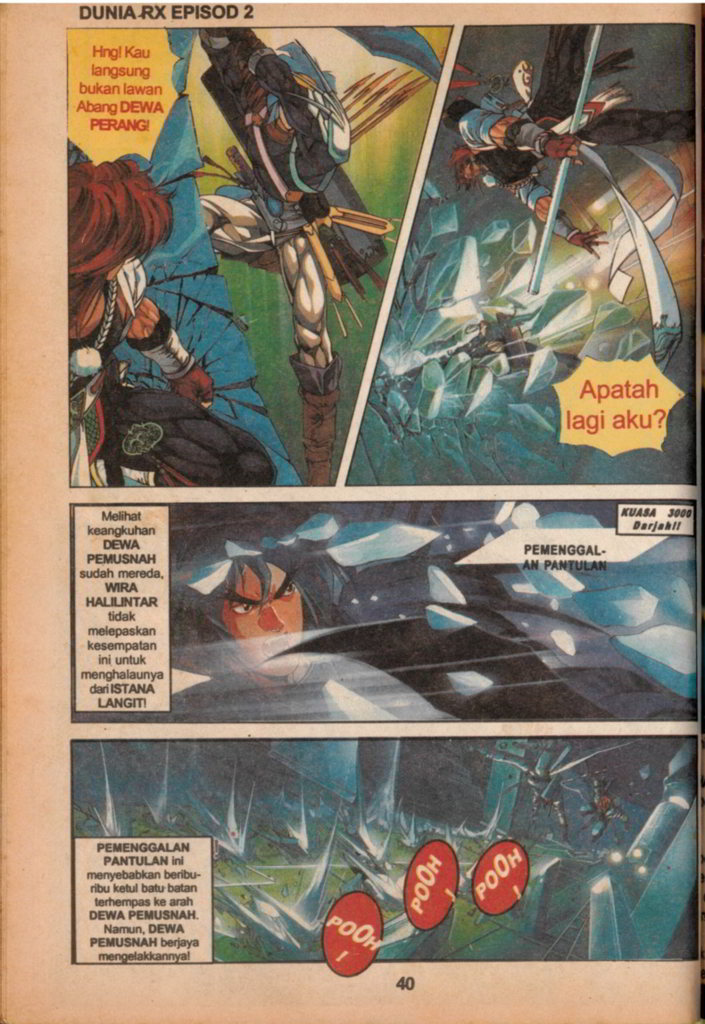 DUNIA RX EPISOD 2
Hng! Kau
langsung
bukan lawan
Abang DEWA
PERANG!
Apatah
lagi aku?
Melihat
keangkuhan
DEWA
PEMUSNAH
sudah mereda,
WIRA
HALILINTAR
tidak
melepaskan
kesempatan
ini untuk
menghalaunya
dari ISTANA
LANGIT!
KUASA 3000
Darjah!!
PEMENGGAL-
AN PANTULAN
PEMENGGALAN
PANTULAN ini
menyebabkan beribu-
ribu ketul batu-batan
terhempas ke arah
DEWA PEMUSNAH.
Namun, DEWA
PEMUSNAH berjaya
mengelakkannya!
POOH
!
POOH
!
POOH
!
40